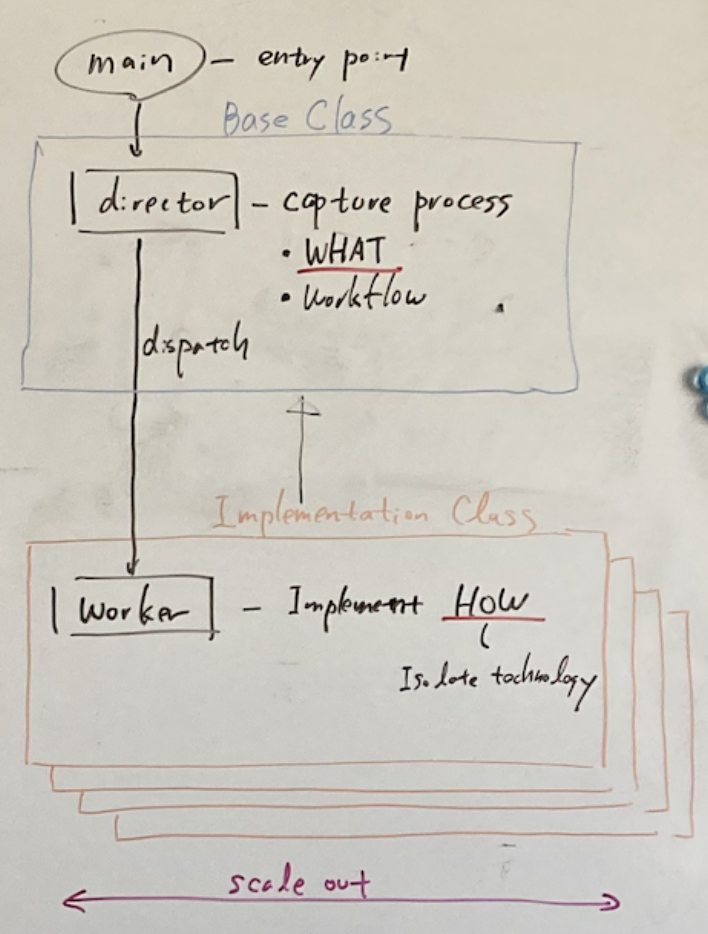 main – entry point
Base Class
director – capture process
• WHAT
• Workflow
dispatch
Implementation Class
Worker – Implement HOW
Isolate technology
scale out